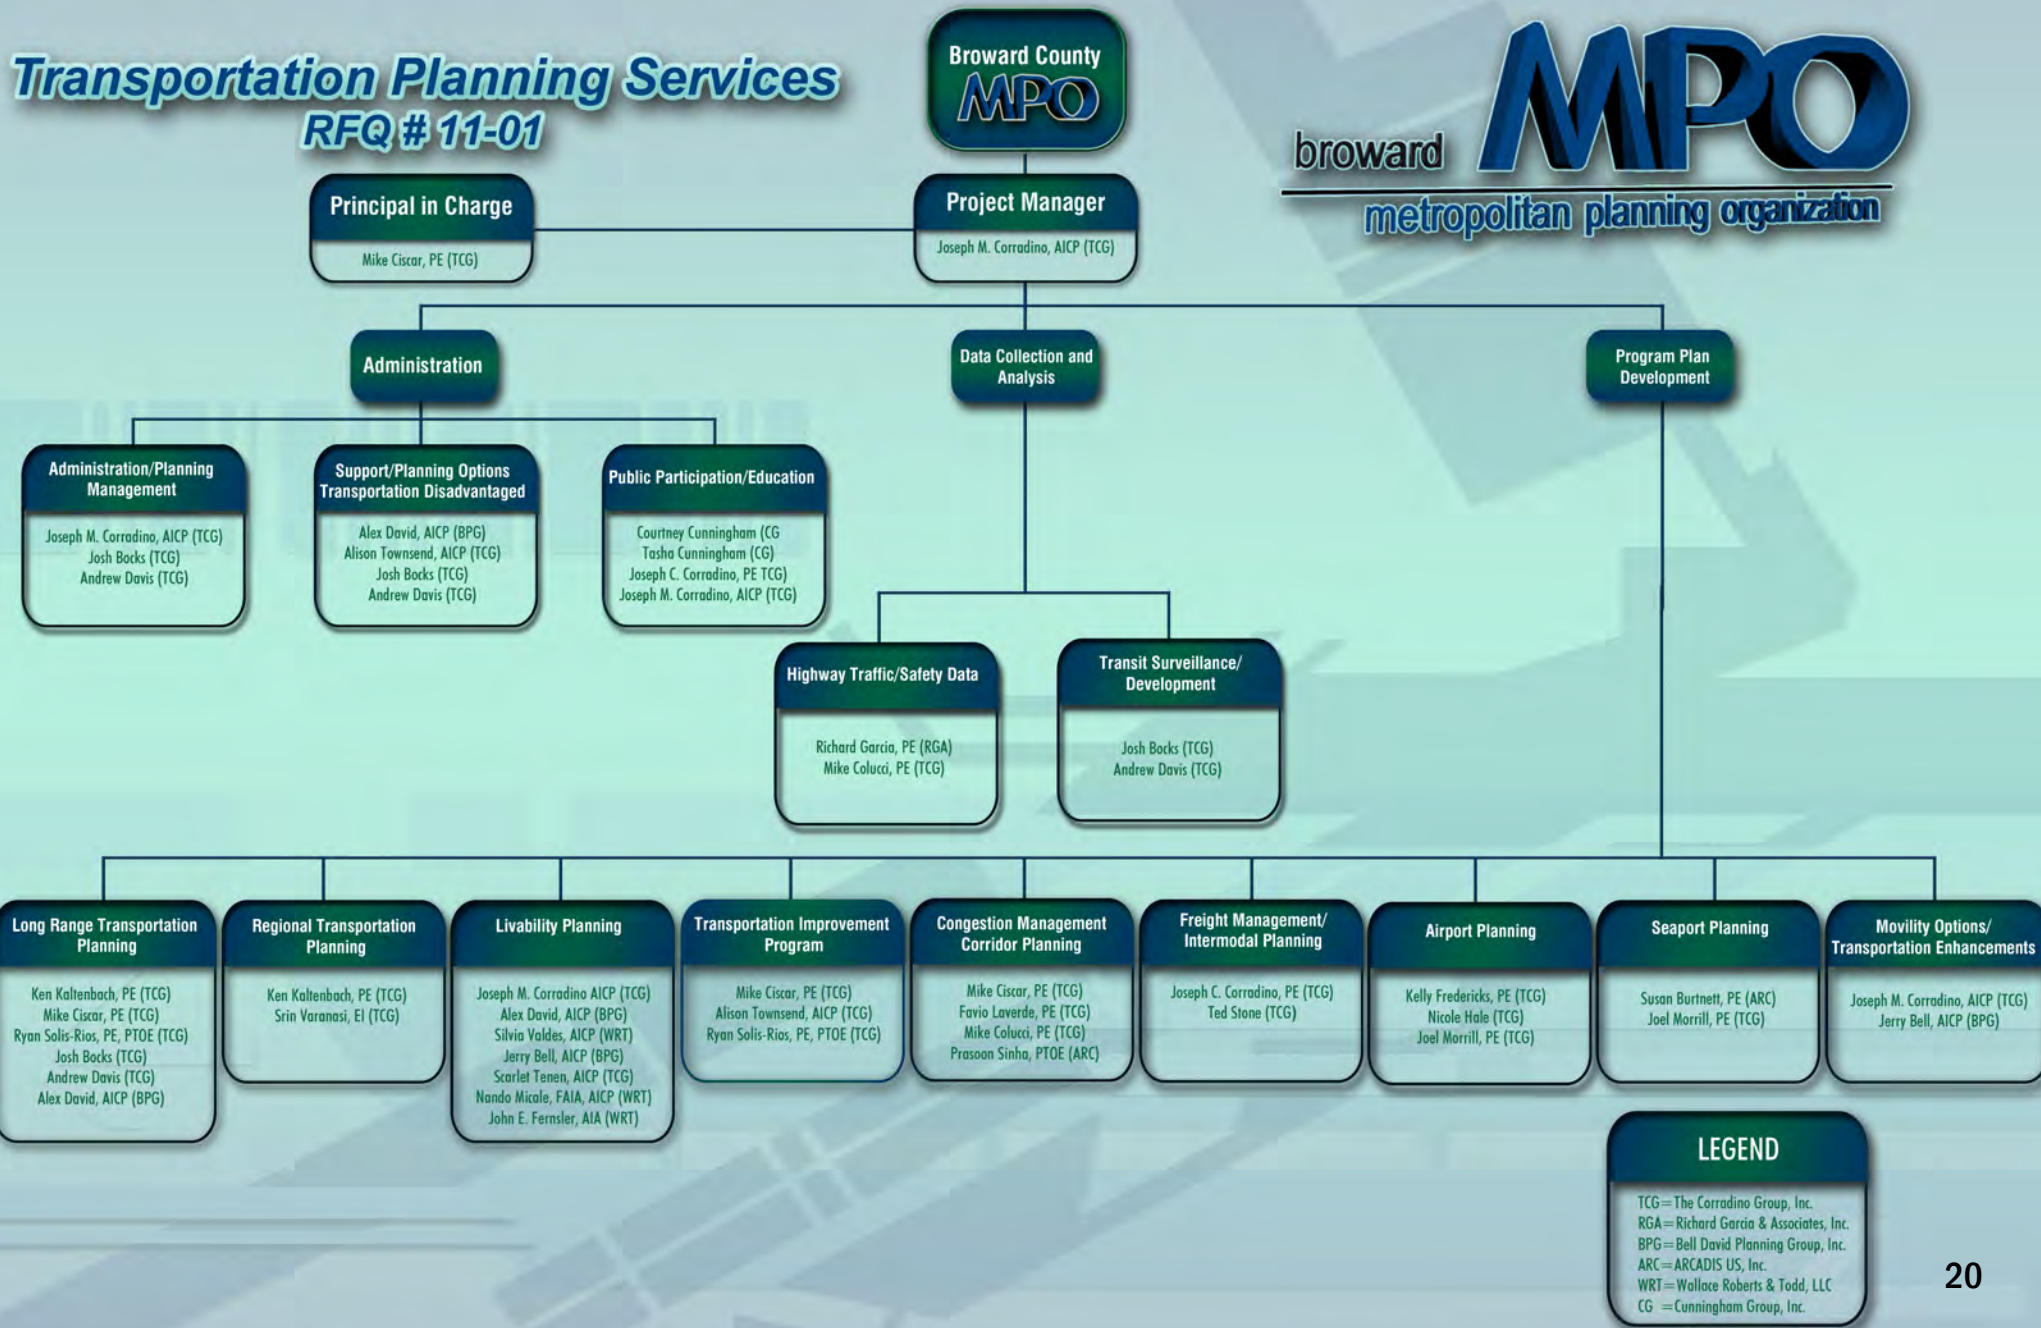 Transportation Planning Services
RFQ # 11-01
Broward County
MPO
broward MPO
metropolitan planning organization
Principal in Charge
Mike Ciscar, PE (TCG)
Project Manager
Joseph M. Corradino, AICP (TCG)
Administration
Data Collection and
Analysis
Program Plan
Development
Administration/Planning
Management
Joseph M. Corradino, AICP (TCG)
Josh Bocks (TCG)
Andrew Davis (TCG)
Support/Planning Options
Transportation Disadvantaged
Alex David, AICP (BPG)
Alison Townsend, AICP (TCG)
Josh Bocks (TCG)
Andrew Davis (TCG)
Public Participation/Education
Courtney Cunningham (CG
Tasha Cunningham (CG)
Joseph C. Corradino, PE TCG)
Joseph M. Corradino, AICP (TCG)
Highway Traffic/Safety Data
Richard Garcia, PE (RGA)
Mike Colucci, PE (TCG)
Transit Surveillance/
Development
Josh Bocks (TCG)
Andrew Davis (TCG)
Long Range Transportation
Planning
Ken Kaltenbach, PE (TCG)
Mike Ciscar, PE (TCG)
Ryan Solis-Rios, PE, PTOE (TCG)
Josh Bocks (TCG)
Andrew Davis (TCG)
Alex David, AICP (BPG)
Regional Transportation
Planning
Ken Kaltenbach, PE (TCG)
Srin Varanasi, EI (TCG)
Livability Planning
Joseph M. Corradino AICP (TCG)
Alex David, AICP (BPG)
Silvia Valdes, AICP (WRT)
Jerry Bell, AICP (BPG)
Scarlet Tenen, AICP (TCG)
Nando Micale, FAIA, AICP (WRT)
John E. Fernsler, AIA (WRT)
Transportation Improvement
Program
Mike Ciscar, PE (TCG)
Alison Townsend, AICP (TCG)
Ryan Solis-Rios, PE, PTOE (TCG)
Congestion Management
Corridor Planning
Mike Ciscar, PE (TCG)
Favio Laverde, PE (TCG)
Mike Colucci, PE (TCG)
Prasoon Sinha, PTOE (ARC)
Freight Management/
Intermodal Planning
Joseph C. Corradino, PE (TCG)
Ted Stone (TCG)
Airport Planning
Kelly Fredericks, PE (TCG)
Nicole Hale (TCG)
Joel Morrill, PE (TCG)
Seaport Planning
Susan Burtnett, PE (ARC)
Joel Morrill, PE (TCG)
Movility Options/
Transportation Enhancements
Joseph M. Corradino, AICP (TCG)
Jerry Bell, AICP (BPG)
LEGEND
TCG=The Corradino Group, Inc.
RGA=Richard Garcia & Associates, Inc.
BPG=Bell David Planning Group, Inc.
ARC=ARCADIS US, Inc.
WRT=Wallace Roberts & Todd, LLC
CG =Cunningham Group, Inc.
20